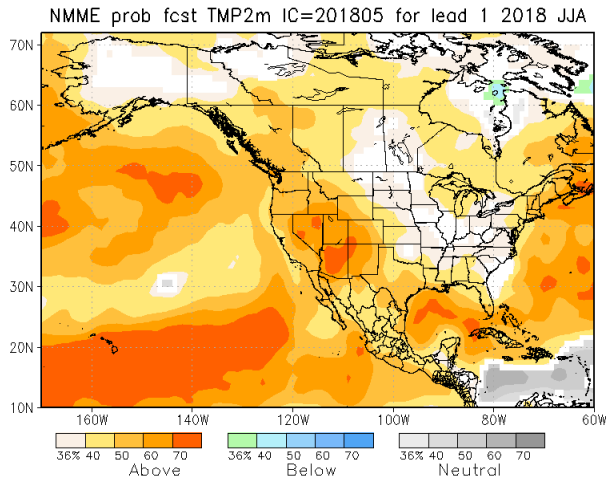 NMME prob fcst TMP2m IC=201805 for lead 1 2018 JJA
70N
60N
50N
40N
30N
20N
10N
160W 140W 120W 100W 80W 60W
36% 40 50 60 70 36% 40 50 60 70 36% 40 50 60 70
Above Below Neutral